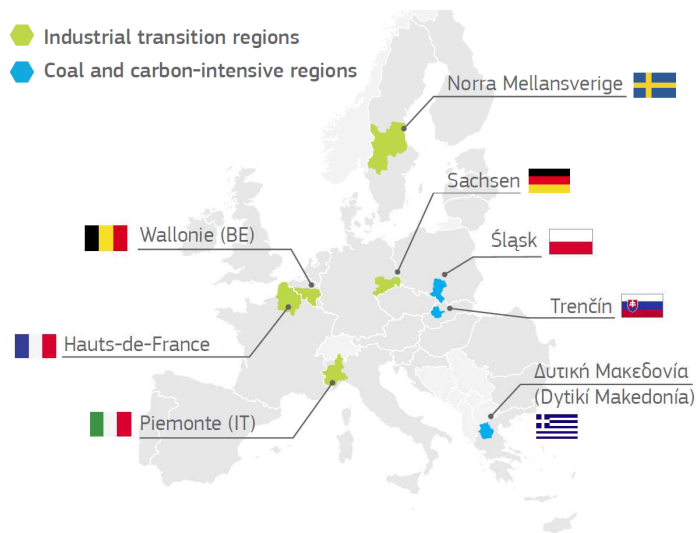 Industrial transition regions
Coal and carbon-intensive regions
Norra Mellansverige
Sachsen
Wallonie (BE)
Śląsk
Trenčín
Hauts-de-France
Δυτική Μακεδονία
(Dytikí Makedonía)
Piemonte (IT)